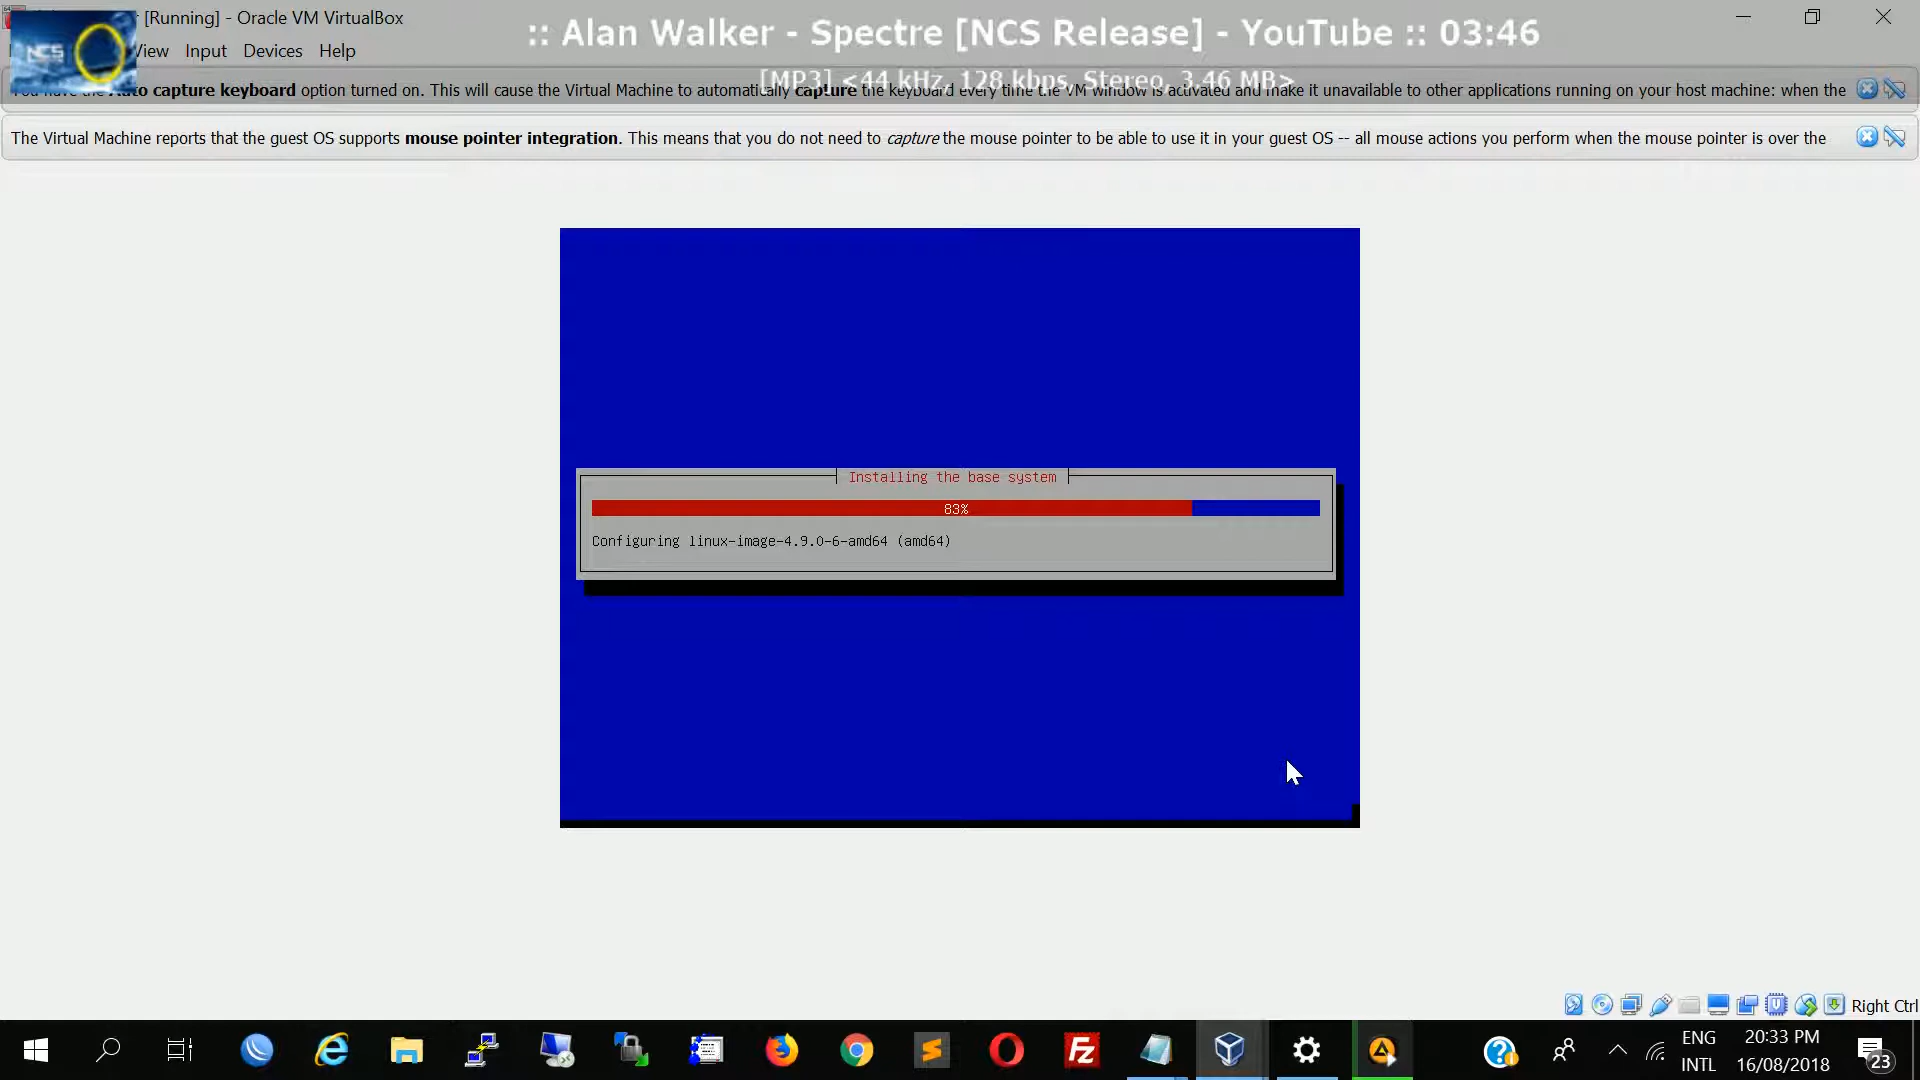 [Running] - Oracle VM VirtualBox
:: Alan Walker - Spectre [NCS Release] - YouTube :: 03:46
NCS
View Input Devices Help
[MP3] <44 kHz, 128 kbps, Stereo, 3.46 MB>
capture keyboard option turned on. This will cause the Virtual Machine to automatically capture the keyboard every time the VM window is activated and make it unavailable to other applications running on your host machine: when the
The Virtual Machine reports that the guest OS supports mouse pointer integration. This means that you do not need to capture the mouse pointer to be able to use it in your guest OS -- all mouse actions you perform when the mouse pointer is over the
Installing the base system
83%
Configuring linux-image-4.9.0-6-amd64 (amd64)
Right Ctrl
ENG
INTL
20:33 PM
16/08/2018
23